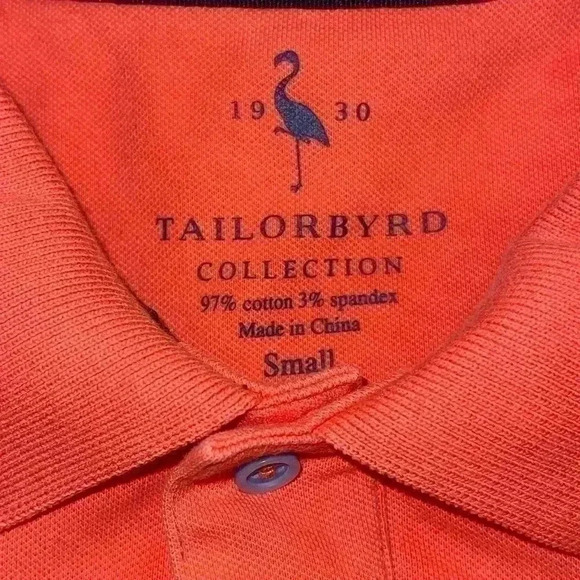 19 30
TAILORBYRD
COLLECTION
97% cotton 3% spandex
Made in China
Small